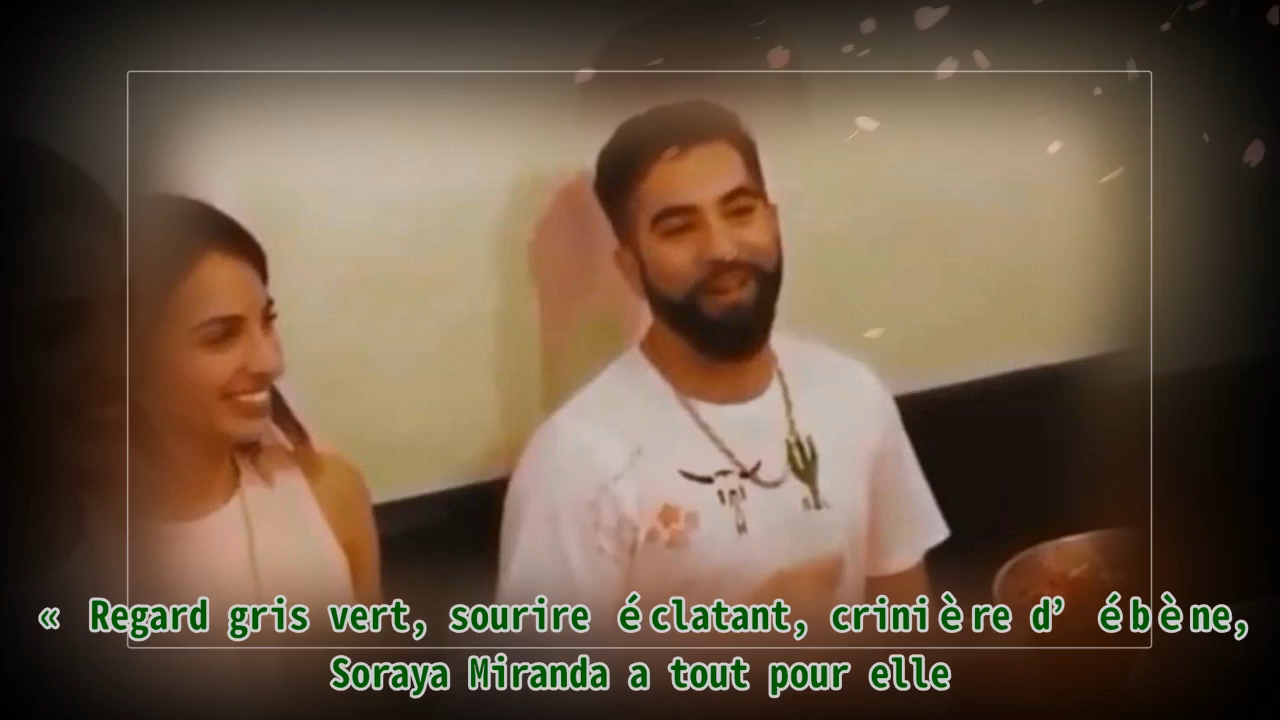 « Regard gris vert, sourire éclatant, crinière d’ébène,
Soraya Miranda a tout pour elle